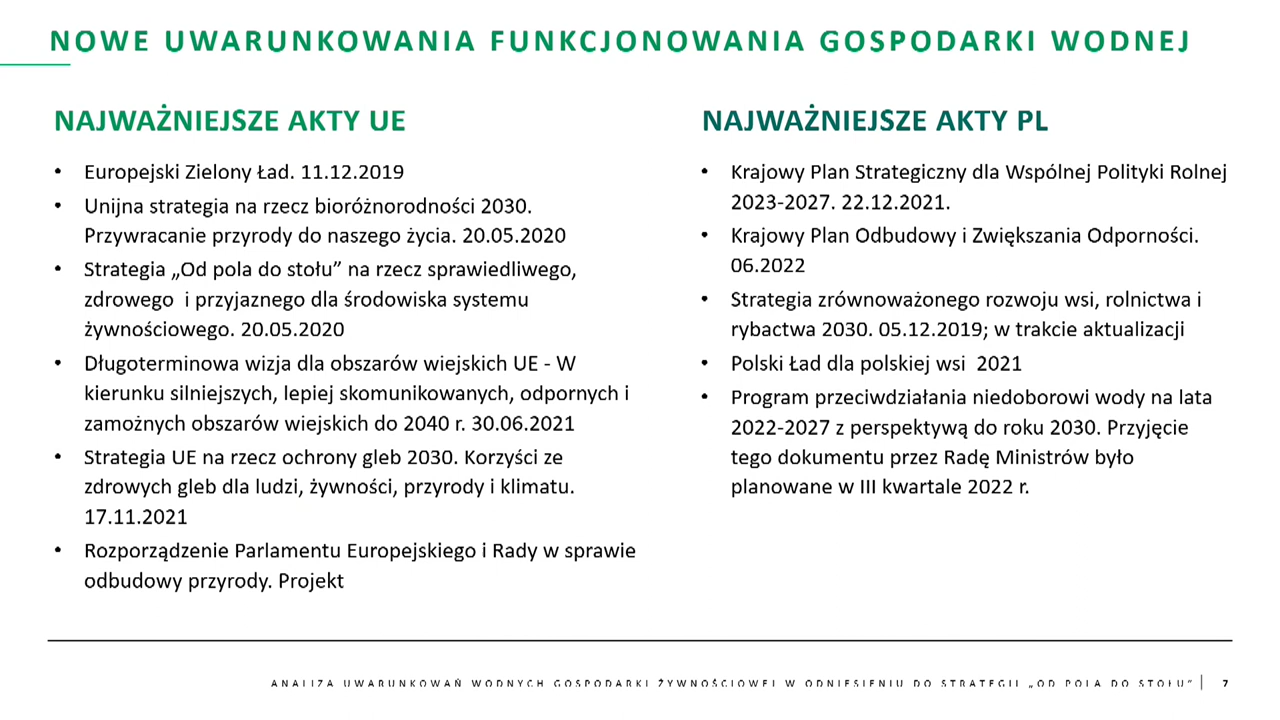 NOWE UWARUNKOWANIA FUNKCJONOWANIA GOSPODARKI WODNEJ
NAJWAŻNIEJSZE AKTY UE
• Europejski Zielony Ład. 11.12.2019
• Unijna strategia na rzecz bioróżnorodności 2030.
Przywracanie przyrody do naszego życia. 20.05.2020
• Strategia „Od pola do stołu” na rzecz sprawiedliwego,
zdrowego i przyjaznego dla środowiska systemu
żywnościowego. 20.05.2020
• Długoterminowa wizja dla obszarów wiejskich UE - W
kierunku silniejszych, lepiej skomunikowanych, odpornych i
zamożnych obszarów wiejskich do 2040 r. 30.06.2021
• Strategia UE na rzecz ochrony gleb 2030. Korzyści ze
zdrowych gleb dla ludzi, żywności, przyrody i klimatu.
17.11.2021
• Rozporządzenie Parlamentu Europejskiego i Rady w sprawie
odbudowy przyrody. Projekt
NAJWAŻNIEJSZE AKTY PL
• Krajowy Plan Strategiczny dla Wspólnej Polityki Rolnej
2023-2027. 22.12.2021.
• Krajowy Plan Odbudowy i Zwiększania Odporności.
06.2022
• Strategia zrównoważonego rozwoju wsi, rolnictwa i
rybactwa 2030. 05.12.2019; w trakcie aktualizacji
• Polski Ład dla polskiej wsi 2021
• Program przeciwdziałania niedoborowi wody na lata
2022-2027 z perspektywą do roku 2030. Przyjęcie
tego dokumentu przez Radę Ministrów było
planowane w III kwartale 2022 r.
ANALIZA UWARUNKOWAŃ WODNYCH GOSPODARKI ŻYWNOŚCIOWEJ W ODNIESIENIU DO STRATEGII „OD POLA DO STOŁU” | 7